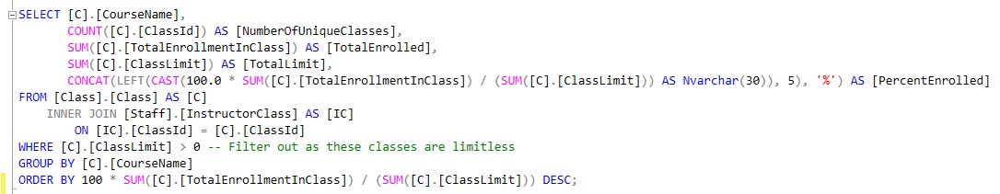 SELECT [C].[CourseName],
COUNT([C].[ClassId]) AS [NumberOfUniqueClasses],
SUM([C].[TotalEnrollmentInClass]) AS [TotalEnrolled],
SUM([C].[ClassLimit]) AS [TotalLimit],
CONCAT(LEFT(CAST(100.0 * SUM([C].[TotalEnrollmentInClass]) / (SUM([C].[ClassLimit])) AS Nvarchar(30)), 5), '%') AS [PercentEnrolled]
FROM [Class].[Class] AS [C]
INNER JOIN [Staff].[InstructorClass] AS [IC]
ON [IC].[ClassId] = [C].[ClassId]
WHERE [C].[ClassLimit] > 0 -- Filter out as these classes are limitless
GROUP BY [C].[CourseName]
ORDER BY 100 * SUM([C].[TotalEnrollmentInClass]) / (SUM([C].[ClassLimit])) DESC;